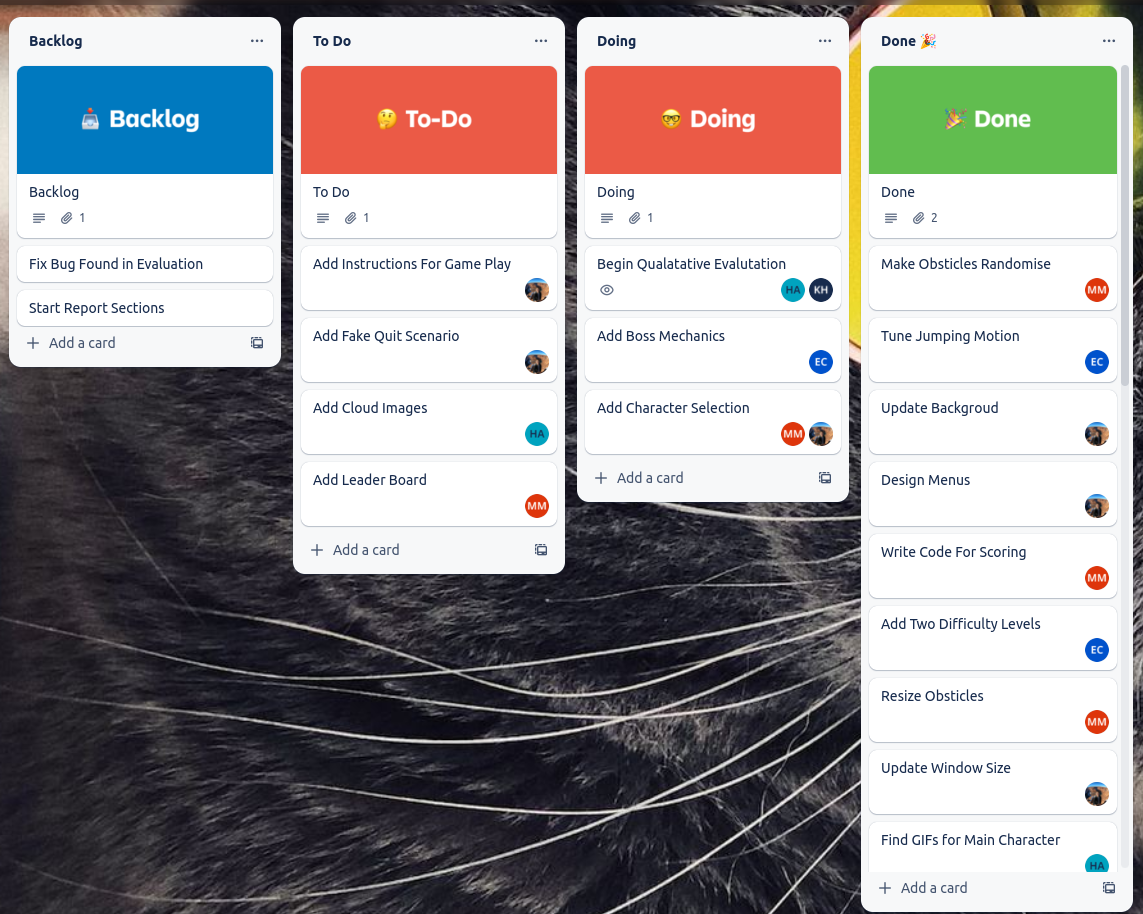 Backlog
Backlog
Backlog
1
Fix Bug Found in Evaluation
Start Report Sections
Add a card
To Do
To-Do
To Do
1
Add Instructions For Game Play
Add Fake Quit Scenario
Add Cloud Images
HA
Add Leader Board
MM
Add a card
Doing
Doing
Doing
1
Begin Qualatative Evalutation
HA KH
Add Boss Mechanics
EC
Add Character Selection
MM
Add a card
Done 🎉
Done
Done
2
Make Obsticles Randomise
MM
Tune Jumping Motion
EC
Update Backgroud
Design Menus
Write Code For Scoring
MM
Add Two Difficulty Levels
EC
Resize Obsticles
MM
Update Window Size
Find GIFs for Main Character
HA
Add a card